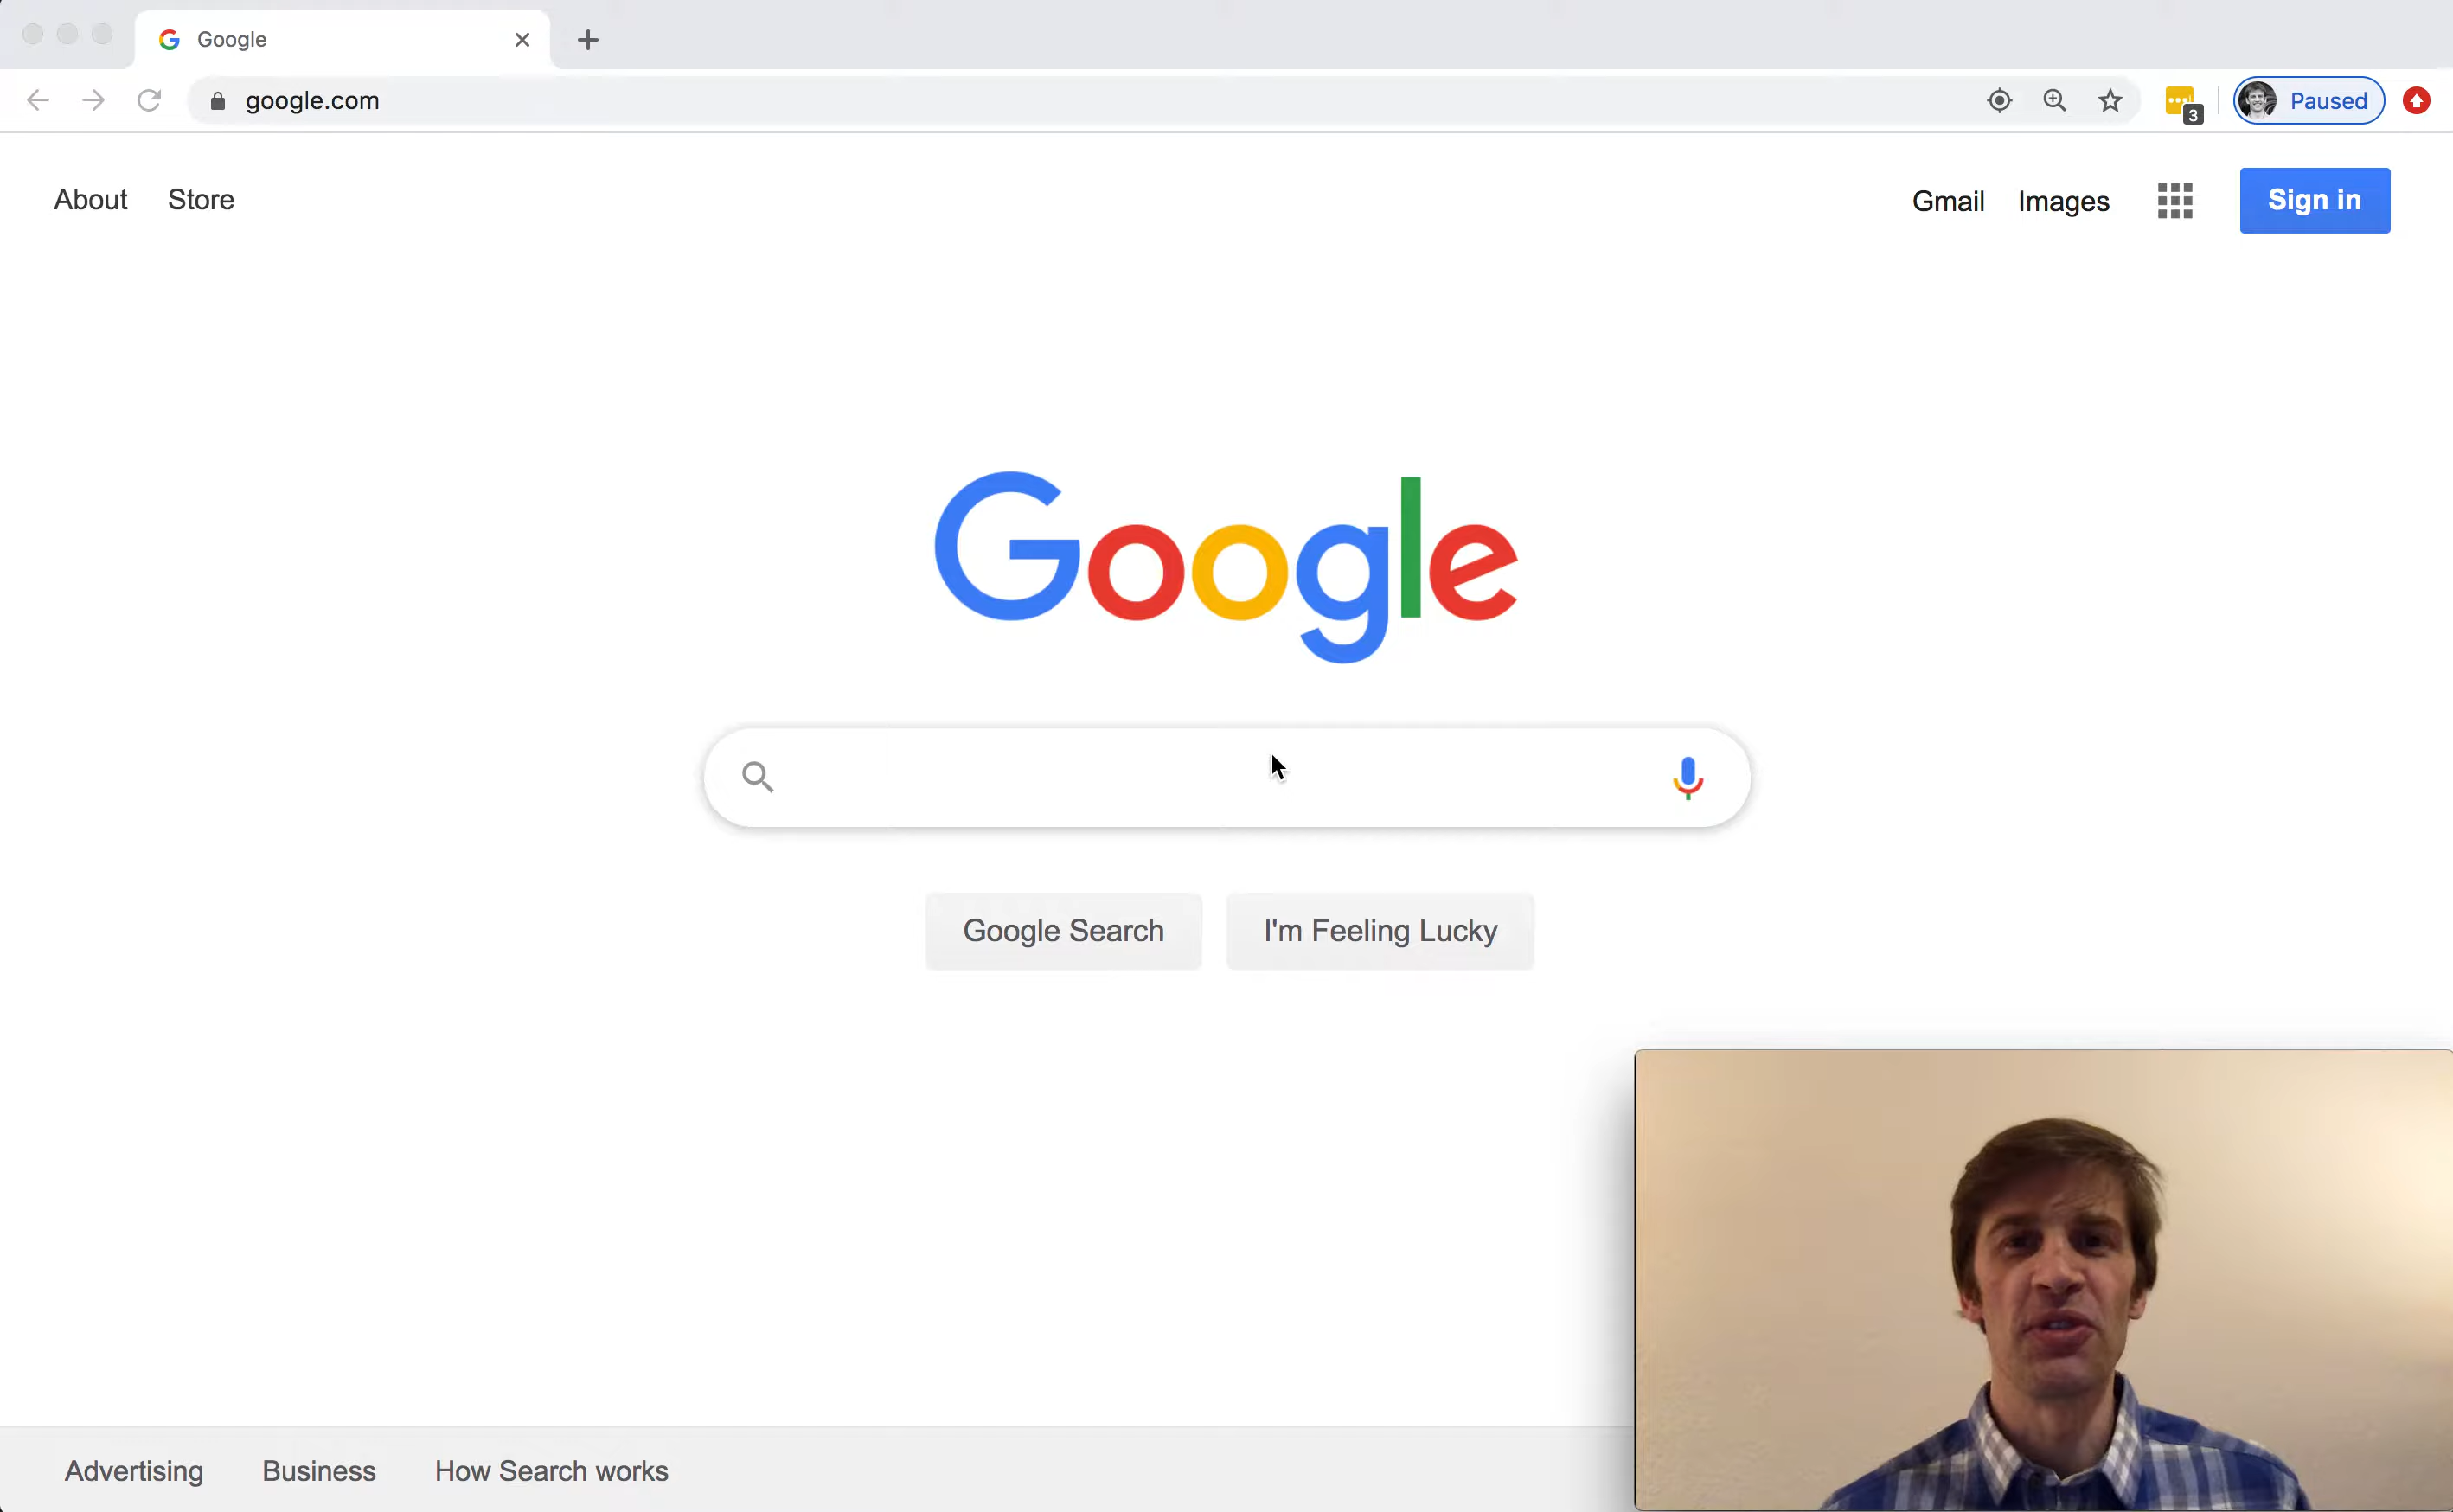 Google
google.com
3
Paused
About Store
Gmail Images
Sign in
Google
Google Search
I'm Feeling Lucky
Advertising Business How Search works